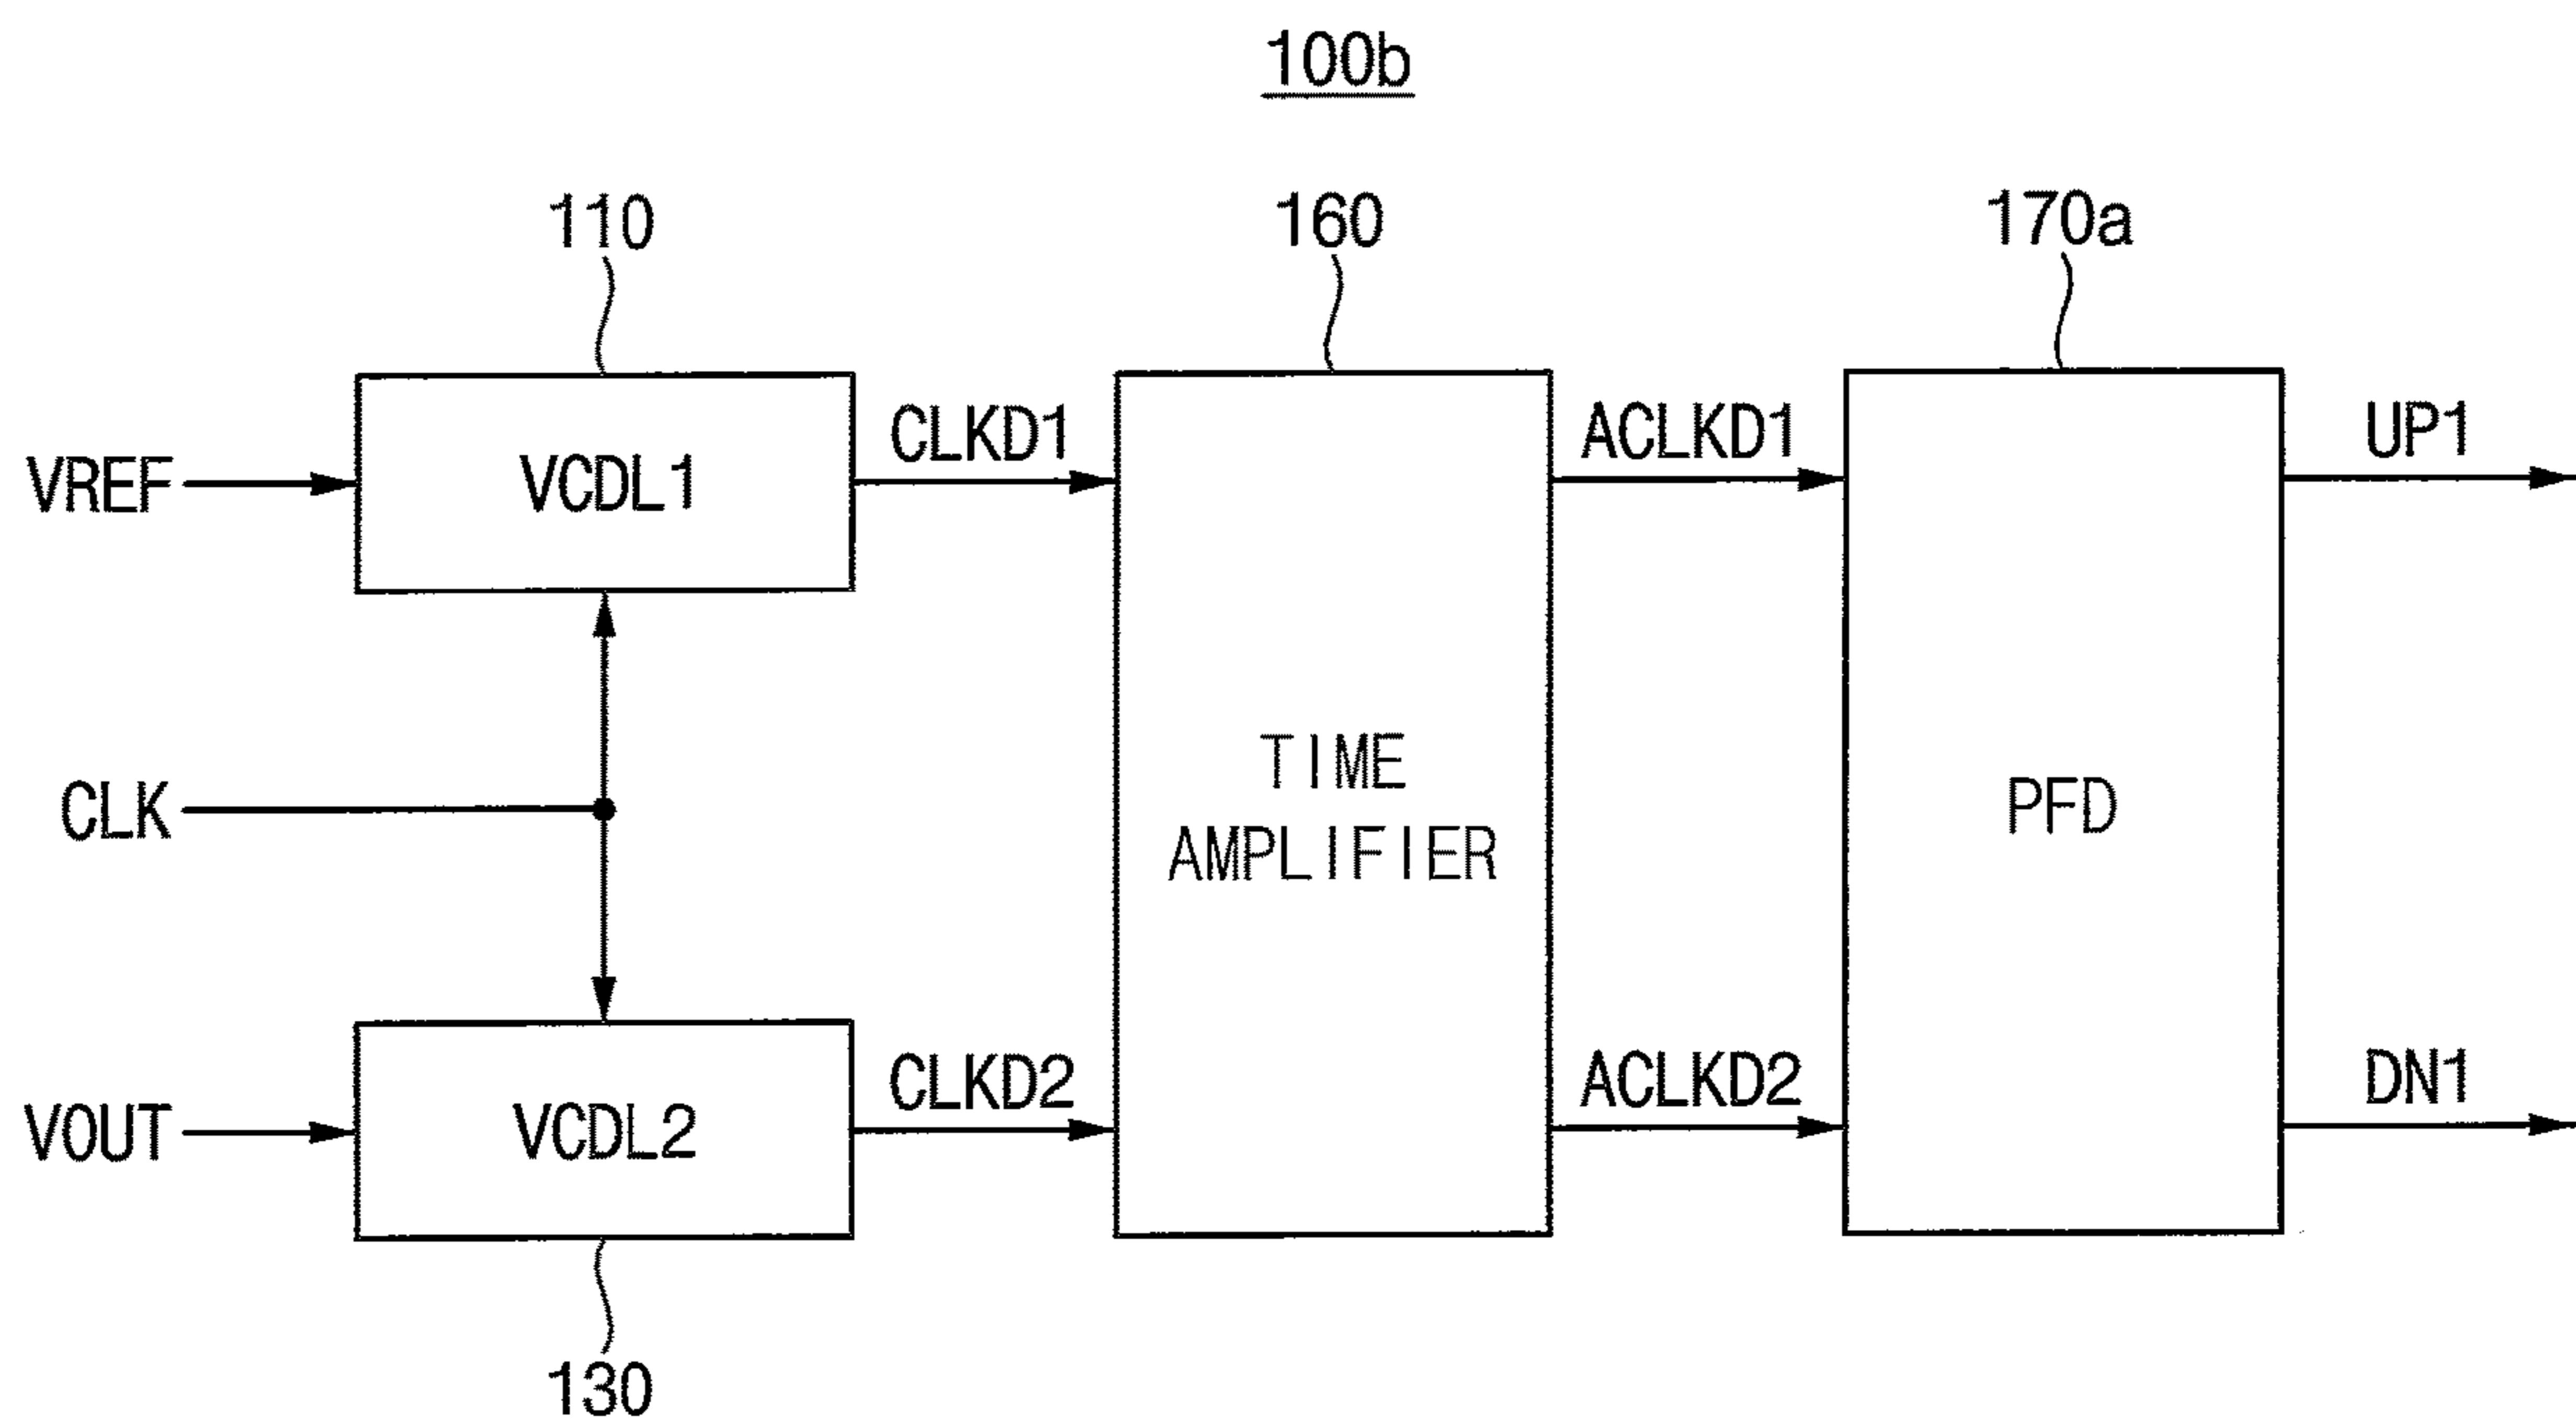 100b
110
160
170a
VREF
VCDL1
CLKD1
ACLKD1
UP1
CLK
TIME
AMPLIFIER
PFD
VOUT
VCDL2
CLKD2
ACLKD2
DN1
130